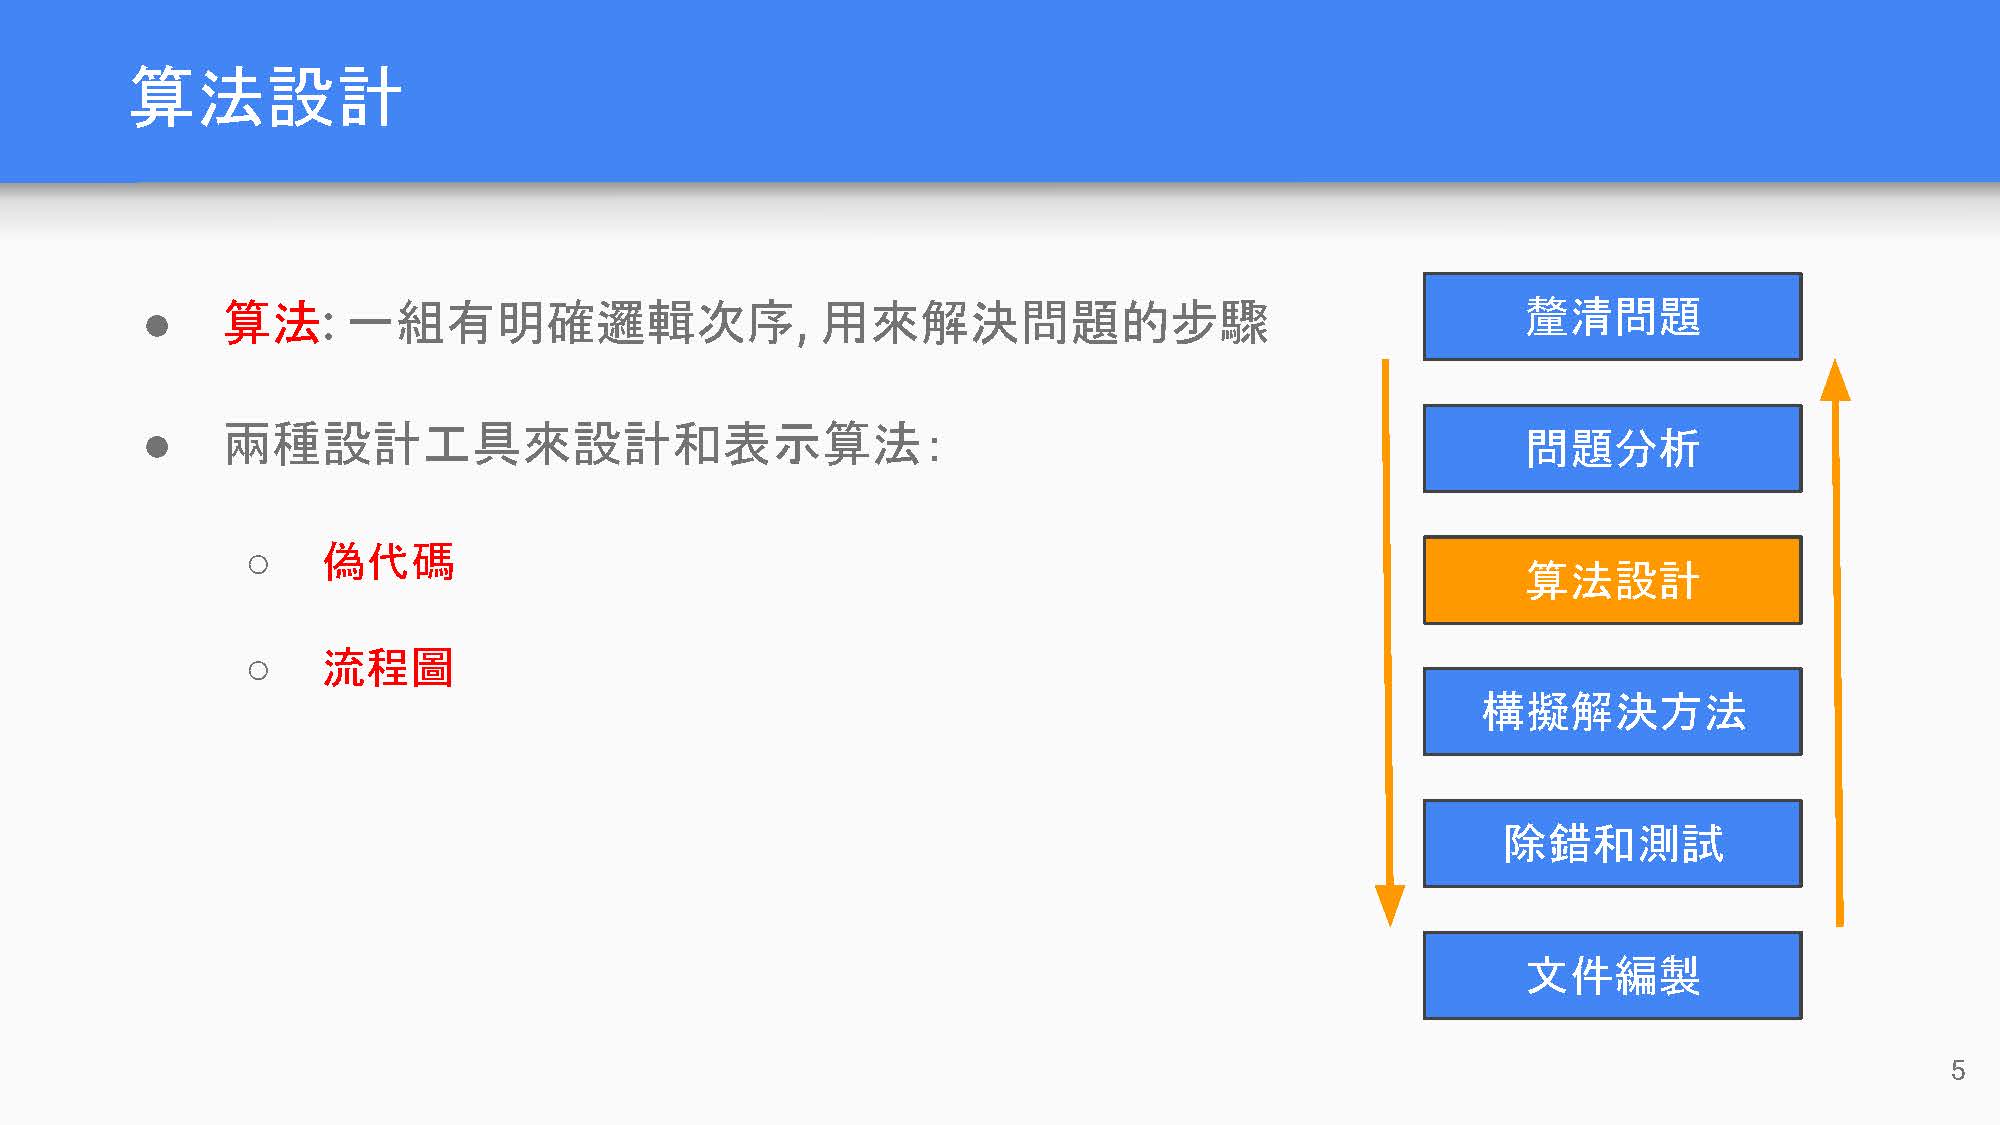 算法設計
● 算法: 一組有明確邏輯次序, 用來解決問題的步驟
● 兩種設計工具來設計和表示算法:
○ 偽代碼
○ 流程圖
釐清問題
問題分析
算法設計
構擬解決方法
除錯和測試
文件編製
5